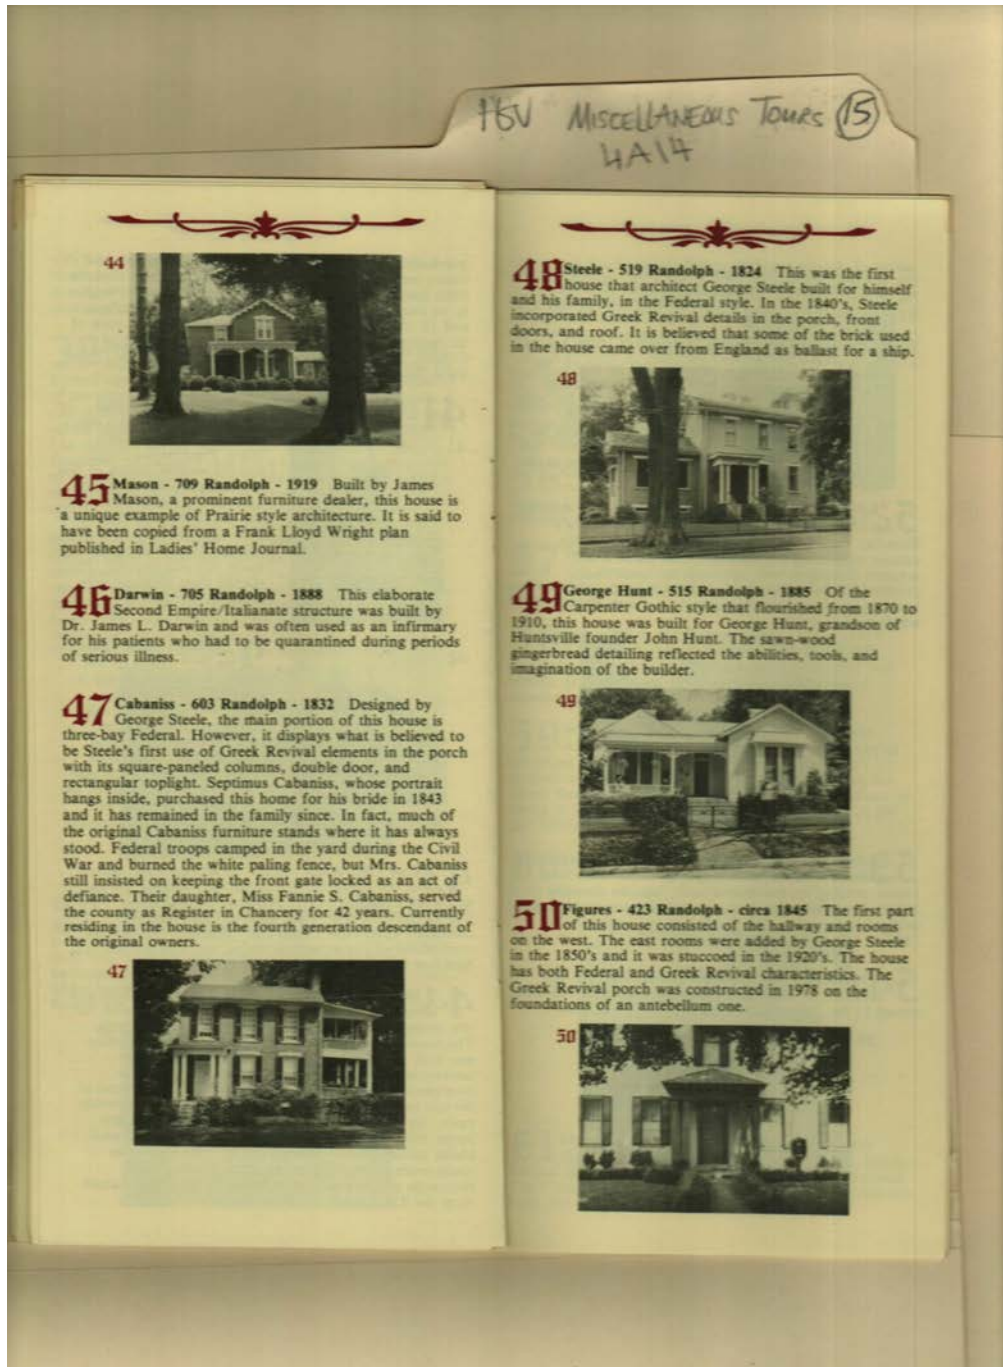 HSV MISCELLANEOUS TOURS 15
4A14
44
45 Mason - 709 Randolph - 1919 Built by James
Mason, a prominent furniture dealer, this house is
a unique example of Prairie style architecture. It is said to
have been copied from a Frank Lloyd Wright plan
published in Ladies' Home Journal.
46 Darwin - 705 Randolph - 1888 This elaborate
Second Empire/Italianate structure was built by
Dr. James L. Darwin and was often used as an infirmary
for his patients who had to be quarantined during periods
of serious illness.
47 Cabaniss - 603 Randolph - 1832 Designed by
George Steele, the main portion of this house is
three-bay Federal. However, it displays what is believed to
be Steele's first use of Greek Revival elements in the porch
with its square-paneled columns, double door, and
rectangular toplight. Septimus Cabaniss, whose portrait
hangs inside, purchased this home for his bride in 1843
and it has remained in the family since. In fact, much of
the original Cabaniss furniture stands where it has always
stood. Federal troops camped in the yard during the Civil
War and burned the white paling fence, but Mrs. Cabaniss
still insisted on keeping the front gate locked as an act of
defiance. Their daughter, Miss Fannie S. Cabaniss, served
the county as Register in Chancery for 42 years. Currently
residing in the house is the fourth generation descendant of
the original owners.
47
48 Steele - 519 Randolph - 1824 This was the first
house that architect George Steele built for himself
and his family, in the Federal style. In the 1840's, Steele
incorporated Greek Revival details in the porch, front
doors, and roof. It is believed that some of the brick used
in the house came over from England as ballast for a ship.
48
49 George Hunt - 515 Randolph - 1885 Of the
Carpenter Gothic style that flourished from 1870 to
1910, this house was built for George Hunt, grandson of
Huntsville founder John Hunt. The sawn-wood
gingerbread detailing reflected the abilities, tools, and
imagination of the builder.
49
50 Figures - 423 Randolph - circa 1845 The first part
of this house consisted of the hallway and rooms
on the west. The east rooms were added by George Steele
in the 1850's and it was stuccoed in the 1920's. The house
has both Federal and Greek Revival characteristics. The
Greek Revival porch was constructed in 1978 on the
foundations of an antebellum one.
50